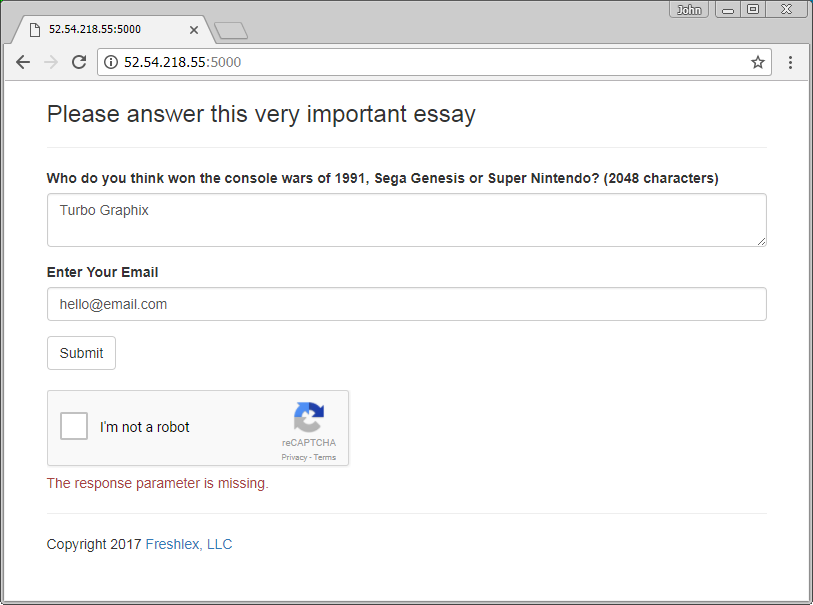 John
52.54.218.55:5000
52.54.218.55:5000
Please answer this very important essay
Who do you think won the console wars of 1991, Sega Genesis or Super Nintendo? (2048 characters)
Turbo Graphix
Enter Your Email
hello@email.com
Submit
I'm not a robot
reCAPTCHA
Privacy - Terms
The response parameter is missing.
Copyright 2017 Freshlex, LLC